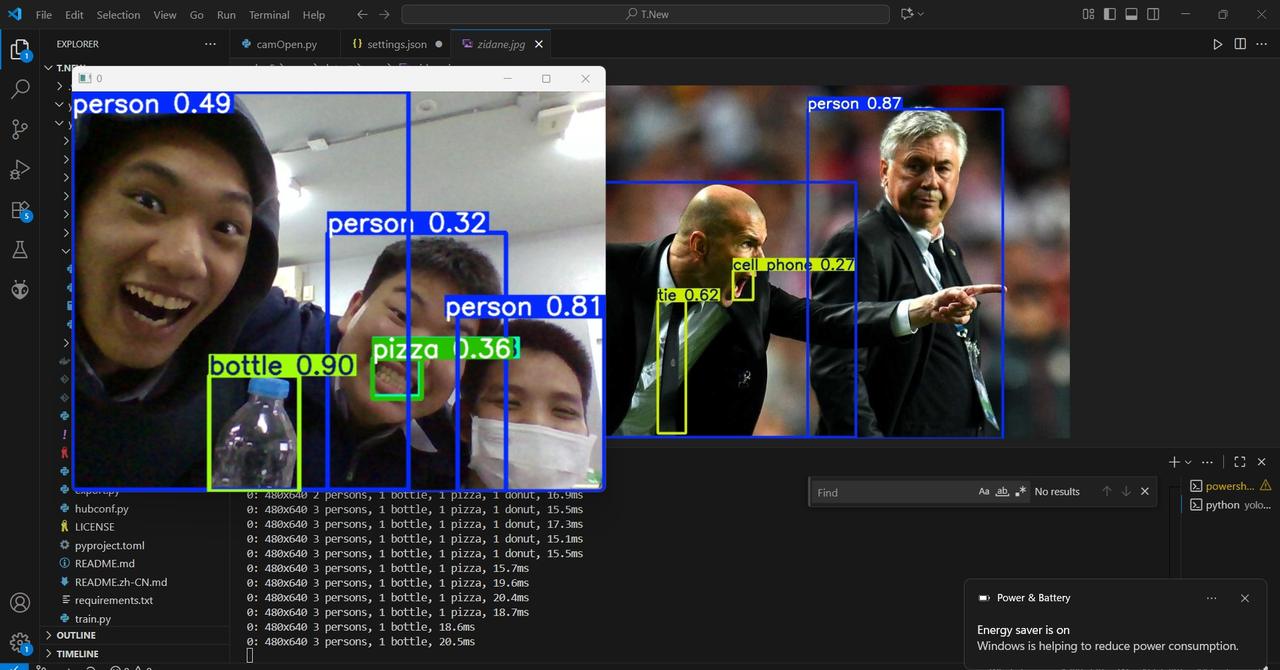 File Edit Selection View Go Run Terminal Help
T.New
EXPLORER
camOpen.py
settings.json
zidane.jpg
T.NEW
0
person 0.49
person 0.32
person 0.81
pizza 0.36
bottle 0.90
person 0.87
cell phone 0.27
tie 0.62
hubconf.py
LICENSE
pyproject.toml
README.md
README.zh-CN.md
requirements.txt
train.py
OUTLINE
TIMELINE
0: 480x640 2 persons, 1 bottle, 1 pizza, 1 donut, 16.9ms
0: 480x640 3 persons, 1 bottle, 1 pizza, 1 donut, 15.5ms
0: 480x640 3 persons, 1 bottle, 1 pizza, 1 donut, 17.3ms
0: 480x640 3 persons, 1 bottle, 1 pizza, 1 donut, 15.1ms
0: 480x640 3 persons, 1 bottle, 1 pizza, 1 donut, 15.5ms
0: 480x640 3 persons, 1 bottle, 1 pizza, 15.7ms
0: 480x640 3 persons, 1 bottle, 1 pizza, 19.6ms
0: 480x640 3 persons, 1 bottle, 1 pizza, 20.4ms
0: 480x640 3 persons, 1 bottle, 1 pizza, 18.7ms
0: 480x640 3 persons, 1 bottle, 18.6ms
0: 480x640 3 persons, 1 bottle, 20.5ms
Find
Aa
ab
No results
powersh...
python yolo...
Power & Battery
Energy saver is on
Windows is helping to reduce power consumption.
1
5
1